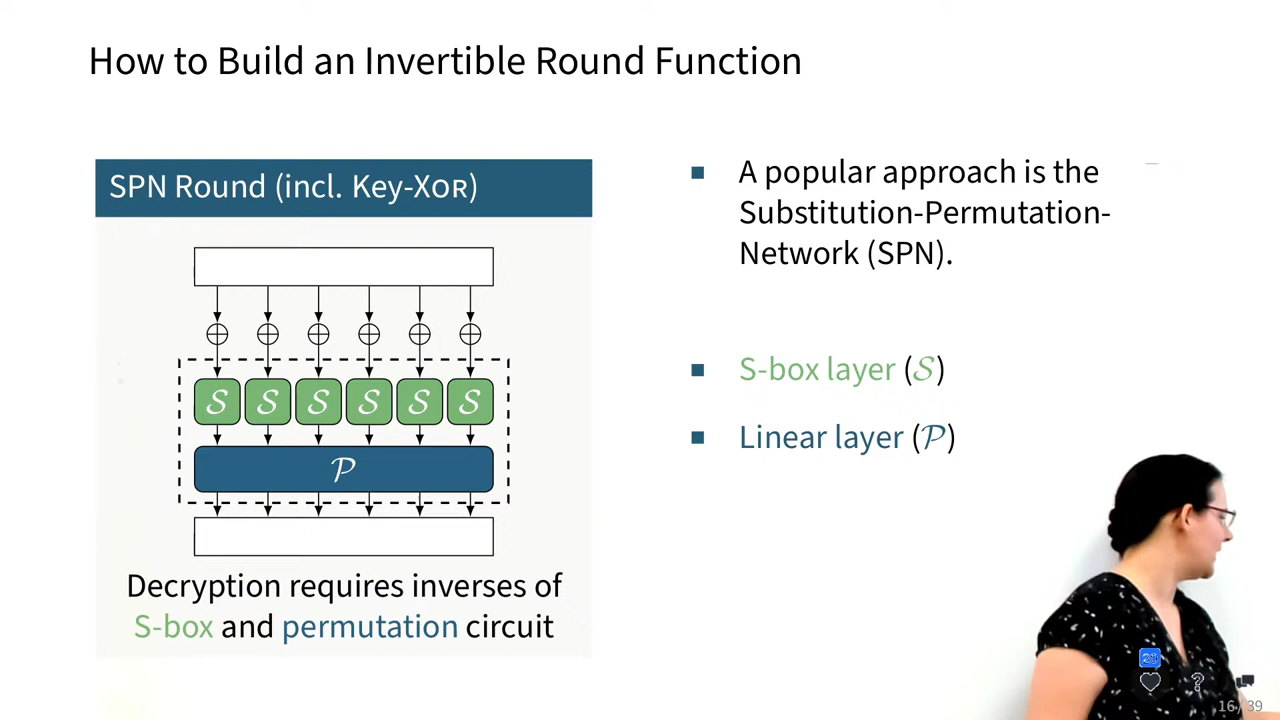 How to Build an Invertible Round Function
SPN Round (incl. Key-XOR)
𝒮 𝒮 𝒮 𝒮 𝒮 𝒮
𝒫
Decryption requires inverses of
S-box and permutation circuit
■ A popular approach is the
Substitution-Permutation-
Network (SPN).
■ S-box layer (𝒮)
■ Linear layer (𝒫)
?
16/39